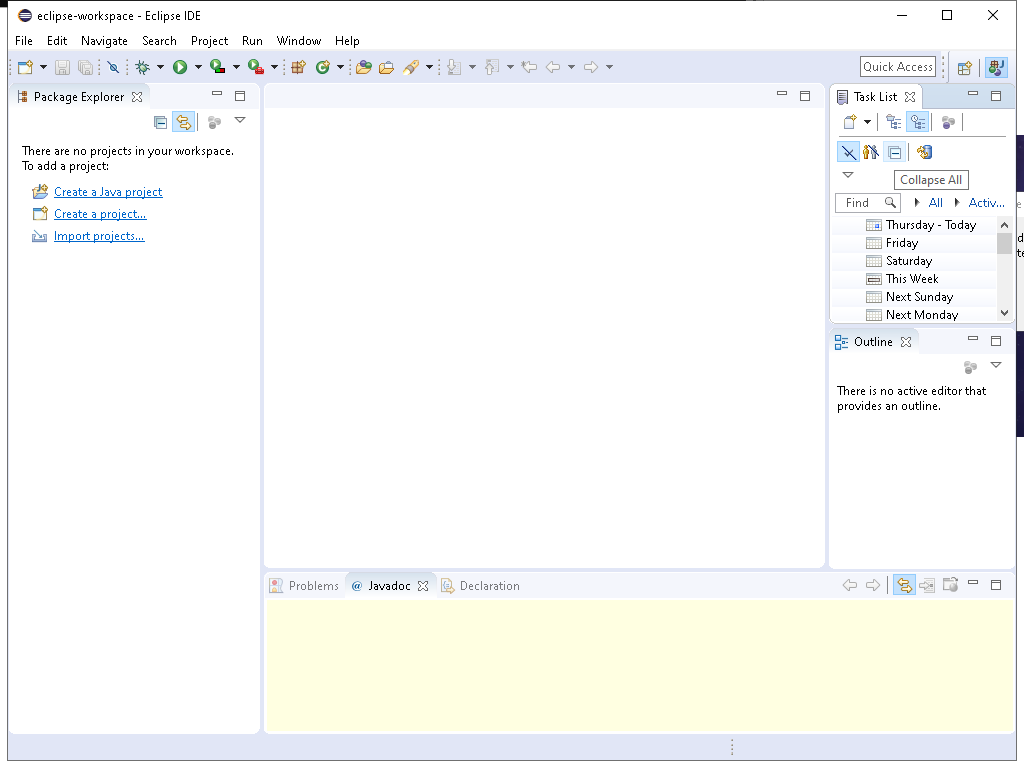 eclipse-workspace - Eclipse IDE
File Edit Navigate Search Project Run Window Help
Quick Access
Package Explorer
There are no projects in your workspace.
To add a project:
Create a Java project
Create a project...
Import projects...
Task List
Collapse All
Find All Activ...
Thursday - Today
Friday
Saturday
This Week
Next Sunday
Next Monday
Outline
There is no active editor that
provides an outline.
Problems @ Javadoc Declaration